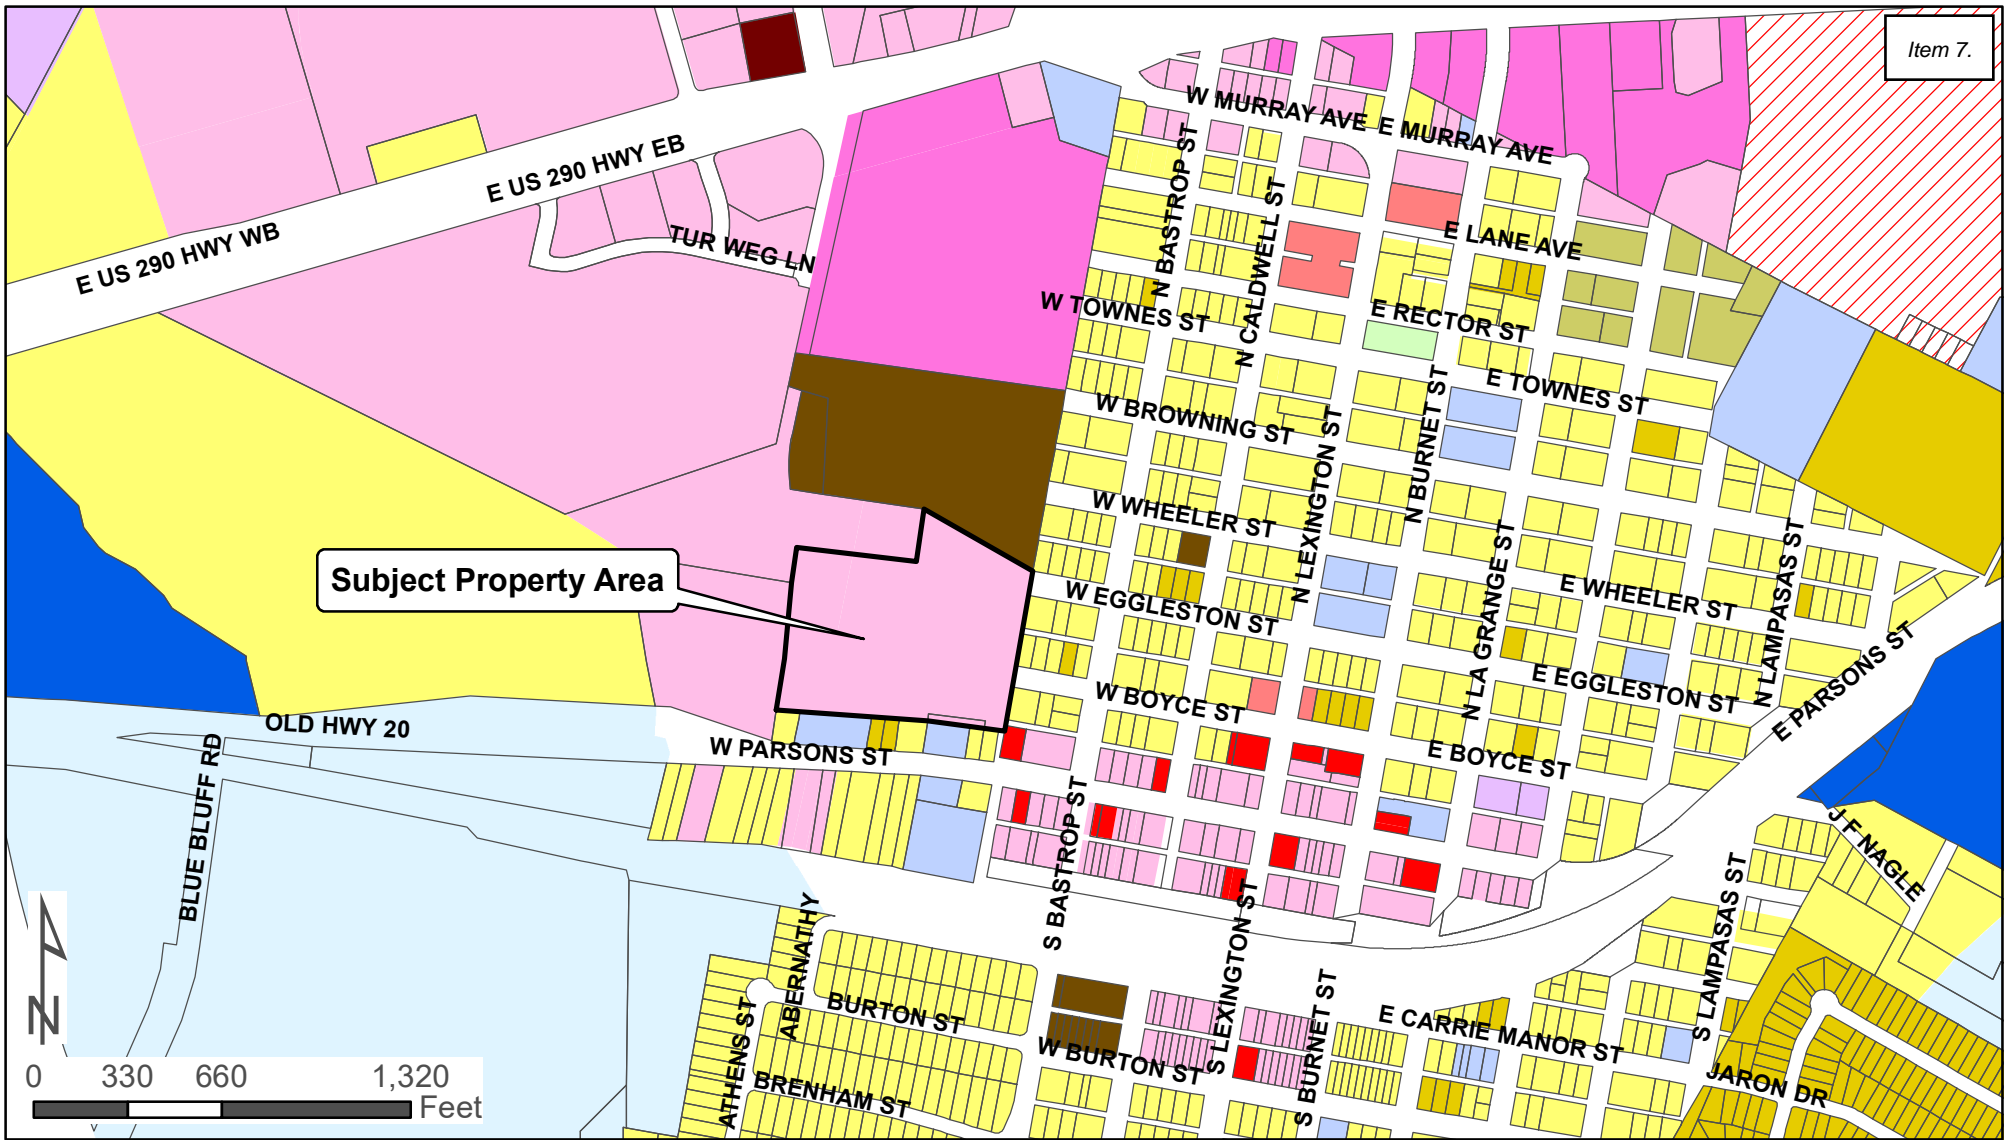 Item 7.
W MURRAY AVE
E MURRAY AVE
E US 290 HWY EB
E US 290 HWY WB
TUR WEG LN
N BASTROP ST
N CALDWELL ST
E LANE AVE
W TOWNES ST
E RECTOR ST
E TOWNES ST
W BROWNING ST
N LEXINGTON ST
N BURNET ST
W WHEELER ST
N LA GRANGE ST
N LAMPASAS ST
E WHEELER ST
Subject Property Area
W EGGLESTON ST
E EGGLESTON ST
E PARSONS ST
W BOYCE ST
E BOYCE ST
OLD HWY 20
W PARSONS ST
BLUE BLUFF RD
S BASTROP ST
J F NAGLE
S LAMPASAS ST
ABERNATHY
S LEXINGTON ST
BURTON ST
ATHENS ST
S BURNET ST
E CARRIE MANOR ST
W BURTON ST
BRENHAM ST
JARON DR
N
0 330 660 1,320
Feet